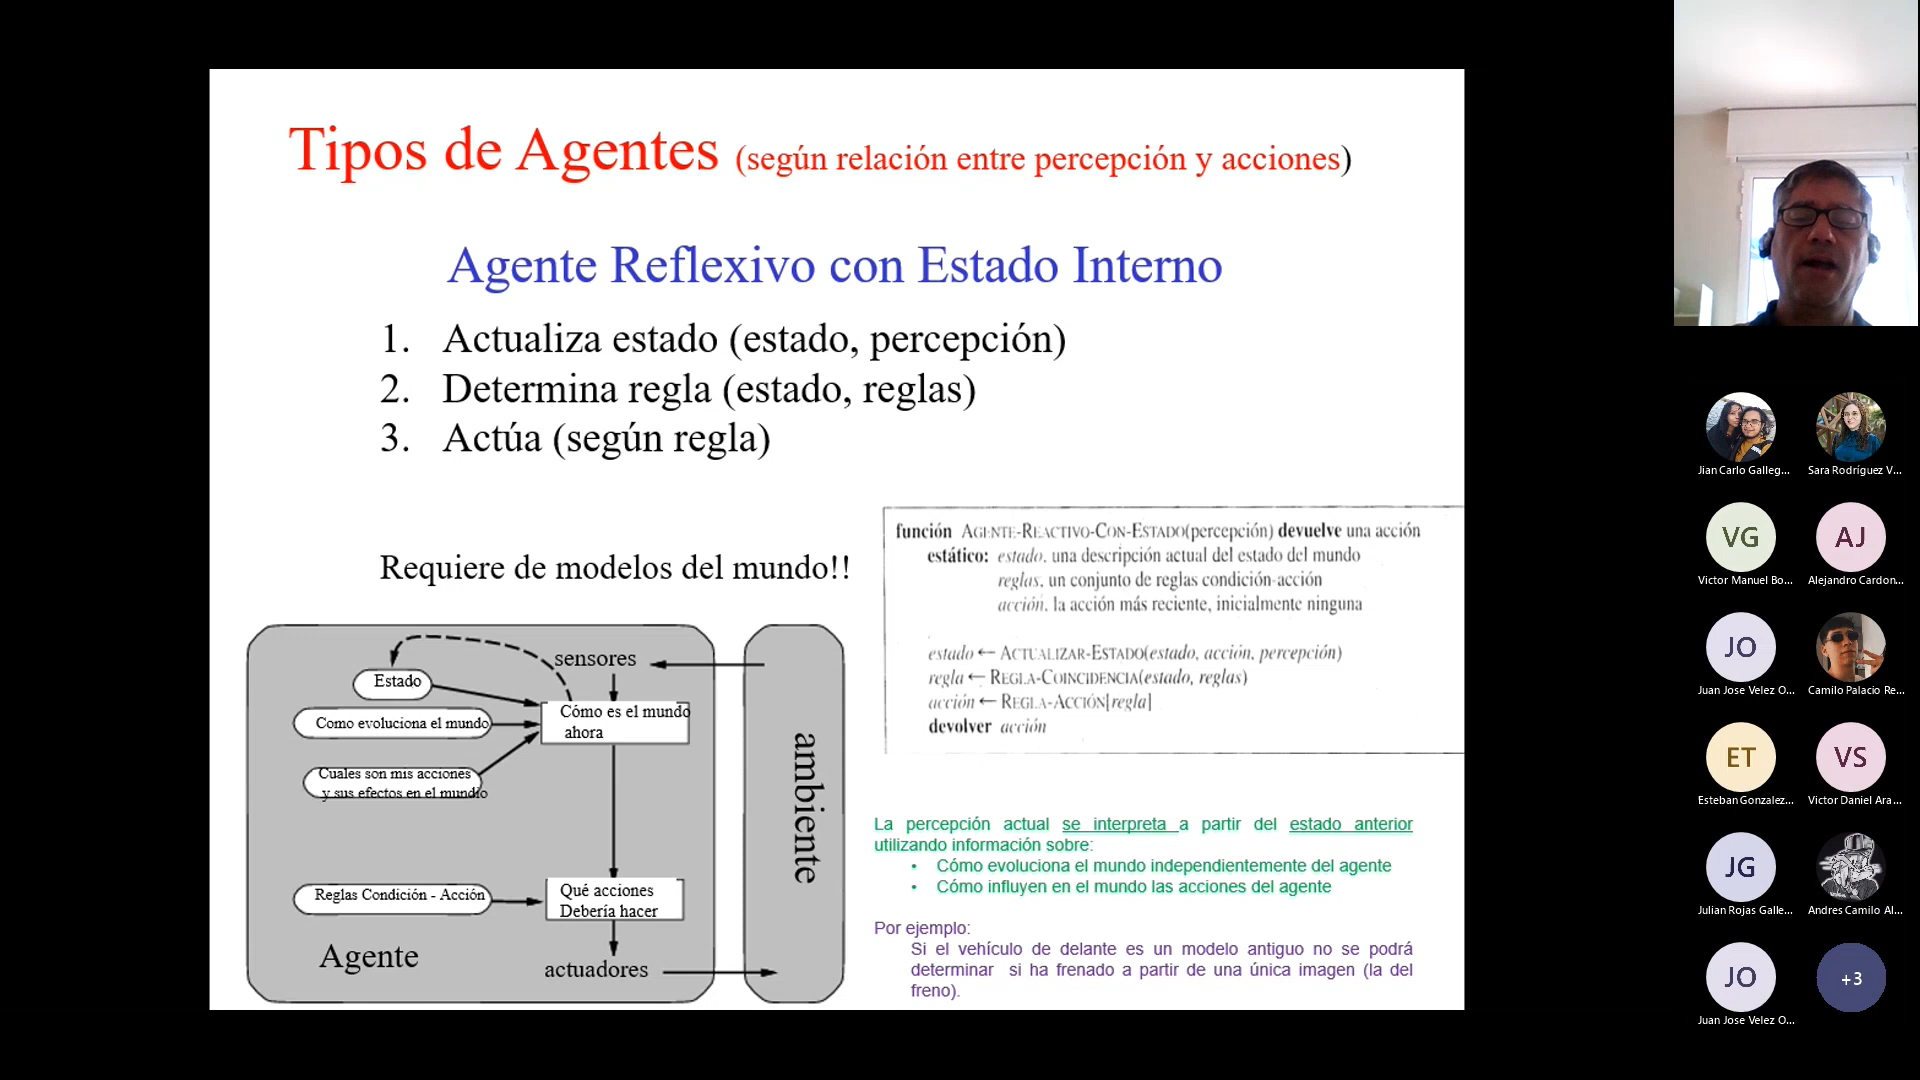 Tipos de Agentes (según relación entre percepción y acciones)
Agente Reflexivo con Estado Interno
1. Actualiza estado (estado, percepción)
2. Determina regla (estado, reglas)
3. Actúa (según regla)
Requiere de modelos del mundo!!
función AGENTE-REACTIVO-CON-ESTADO(percepción) devuelve una acción
estático: estado, una descripción actual del estado del mundo
reglas, un conjunto de reglas condición-acción
acción, la acción más reciente, inicialmente ninguna
estado ← ACTUALIZAR-ESTADO(estado, acción, percepción)
regla ← REGLA-COINCIDENCIA(estado, reglas)
acción ← REGLA-ACCIÓN[regla]
devolver acción
sensores
Estado
Cómo es el mundo
ahora
Como evoluciona el mundo
Cuales son mis acciones
y sus efectos en el mundio
Reglas Condición - Acción
Qué acciones
Debería hacer
Agente
actuadores
ambiente
La percepción actual se interpreta a partir del estado anterior
utilizando información sobre:
• Cómo evoluciona el mundo independientemente del agente
• Cómo influyen en el mundo las acciones del agente
Por ejemplo:
Si el vehículo de delante es un modelo antiguo no se podrá
determinar si ha frenado a partir de una única imagen (la del
freno).
Jian Carlo Galleg...
Sara Rodríguez V...
VG
Victor Manuel Bo...
AJ
Alejandro Cardon...
JO
Juan Jose Velez O...
Camilo Palacio Re...
ET
Esteban Gonzalez...
VS
Victor Daniel Ara...
JG
Julian Rojas Galle...
Andres Camilo Al...
JO
Juan Jose Velez O...
+3